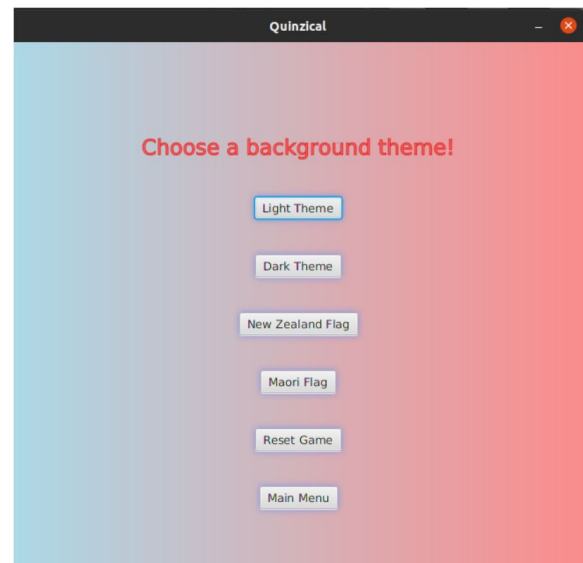 Quinzical
Choose a background theme!
Light Theme
Dark Theme
New Zealand Flag
Maori Flag
Reset Game
Main Menu